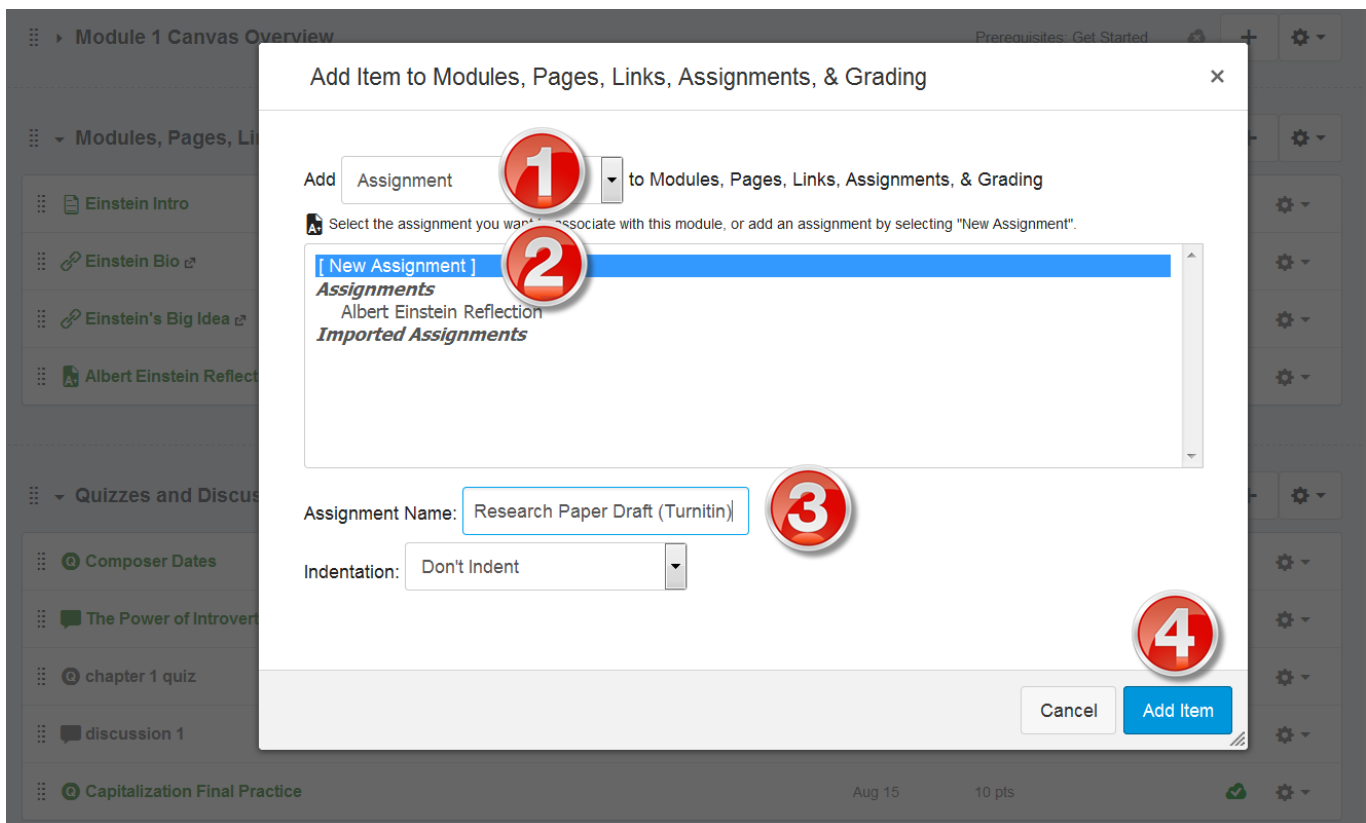 Module 1 Canvas Overview Prerequisites: Get Started
Add Item to Modules, Pages, Links, Assignments, & Grading
Modules, Pages, Li
Add Assignment 1 to Modules, Pages, Links, Assignments, & Grading
Select the assignment you want associate with this module, or add an assignment by selecting "New Assignment".
Einstein Intro
[ New Assignment ] 2
Einstein Bio
Assignments
Albert Einstein Reflection
Einstein's Big Idea
Imported Assignments
Albert Einstein Reflect
Quizzes and Discus
Assignment Name: Research Paper Draft (Turnitin) 3
Composer Dates
Indentation: Don't Indent
The Power of Introvert
4
chapter 1 quiz
Cancel Add Item
discussion 1
Capitalization Final Practice Aug 15 10 pts